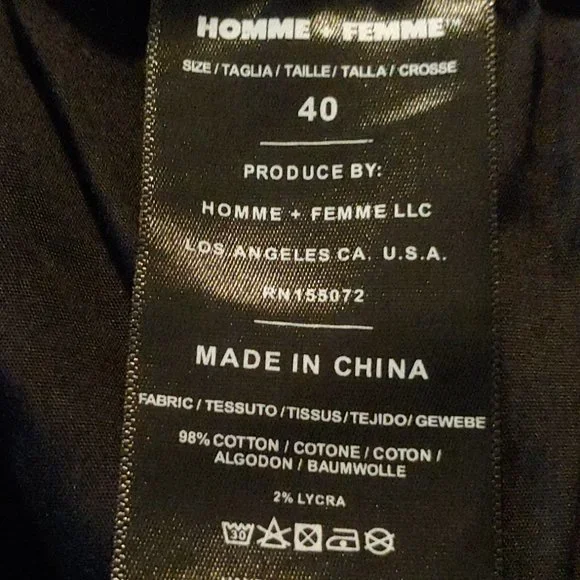 HOMME + FEMME™
SIZE / TAGLIA / TAILLE / TALLA / CROSSE
40
PRODUCE BY:
HOMME + FEMME LLC
LOS ANGELES CA. U.S.A.
RN155072
MADE IN CHINA
FABRIC / TESSUTO / TISSUS / TEJIDO / GEWEBE
98% COTTON / COTONE / COTON /
ALGODON / BAUMWOLLE
2% LYCRA
30